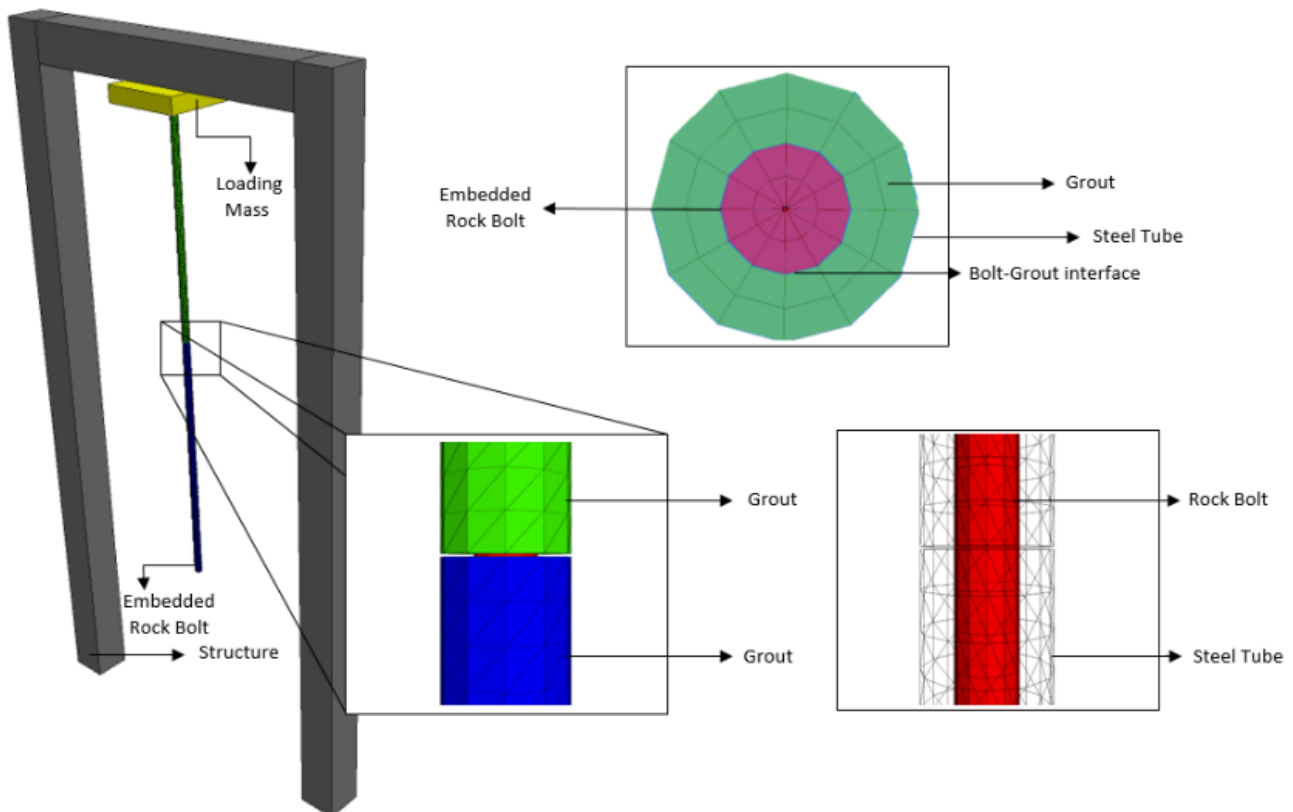 Loading
Mass
Embedded
Rock Bolt
Structure
Embedded
Rock Bolt
Grout
Steel Tube
Bolt-Grout interface
Grout
Grout
Rock Bolt
Steel Tube